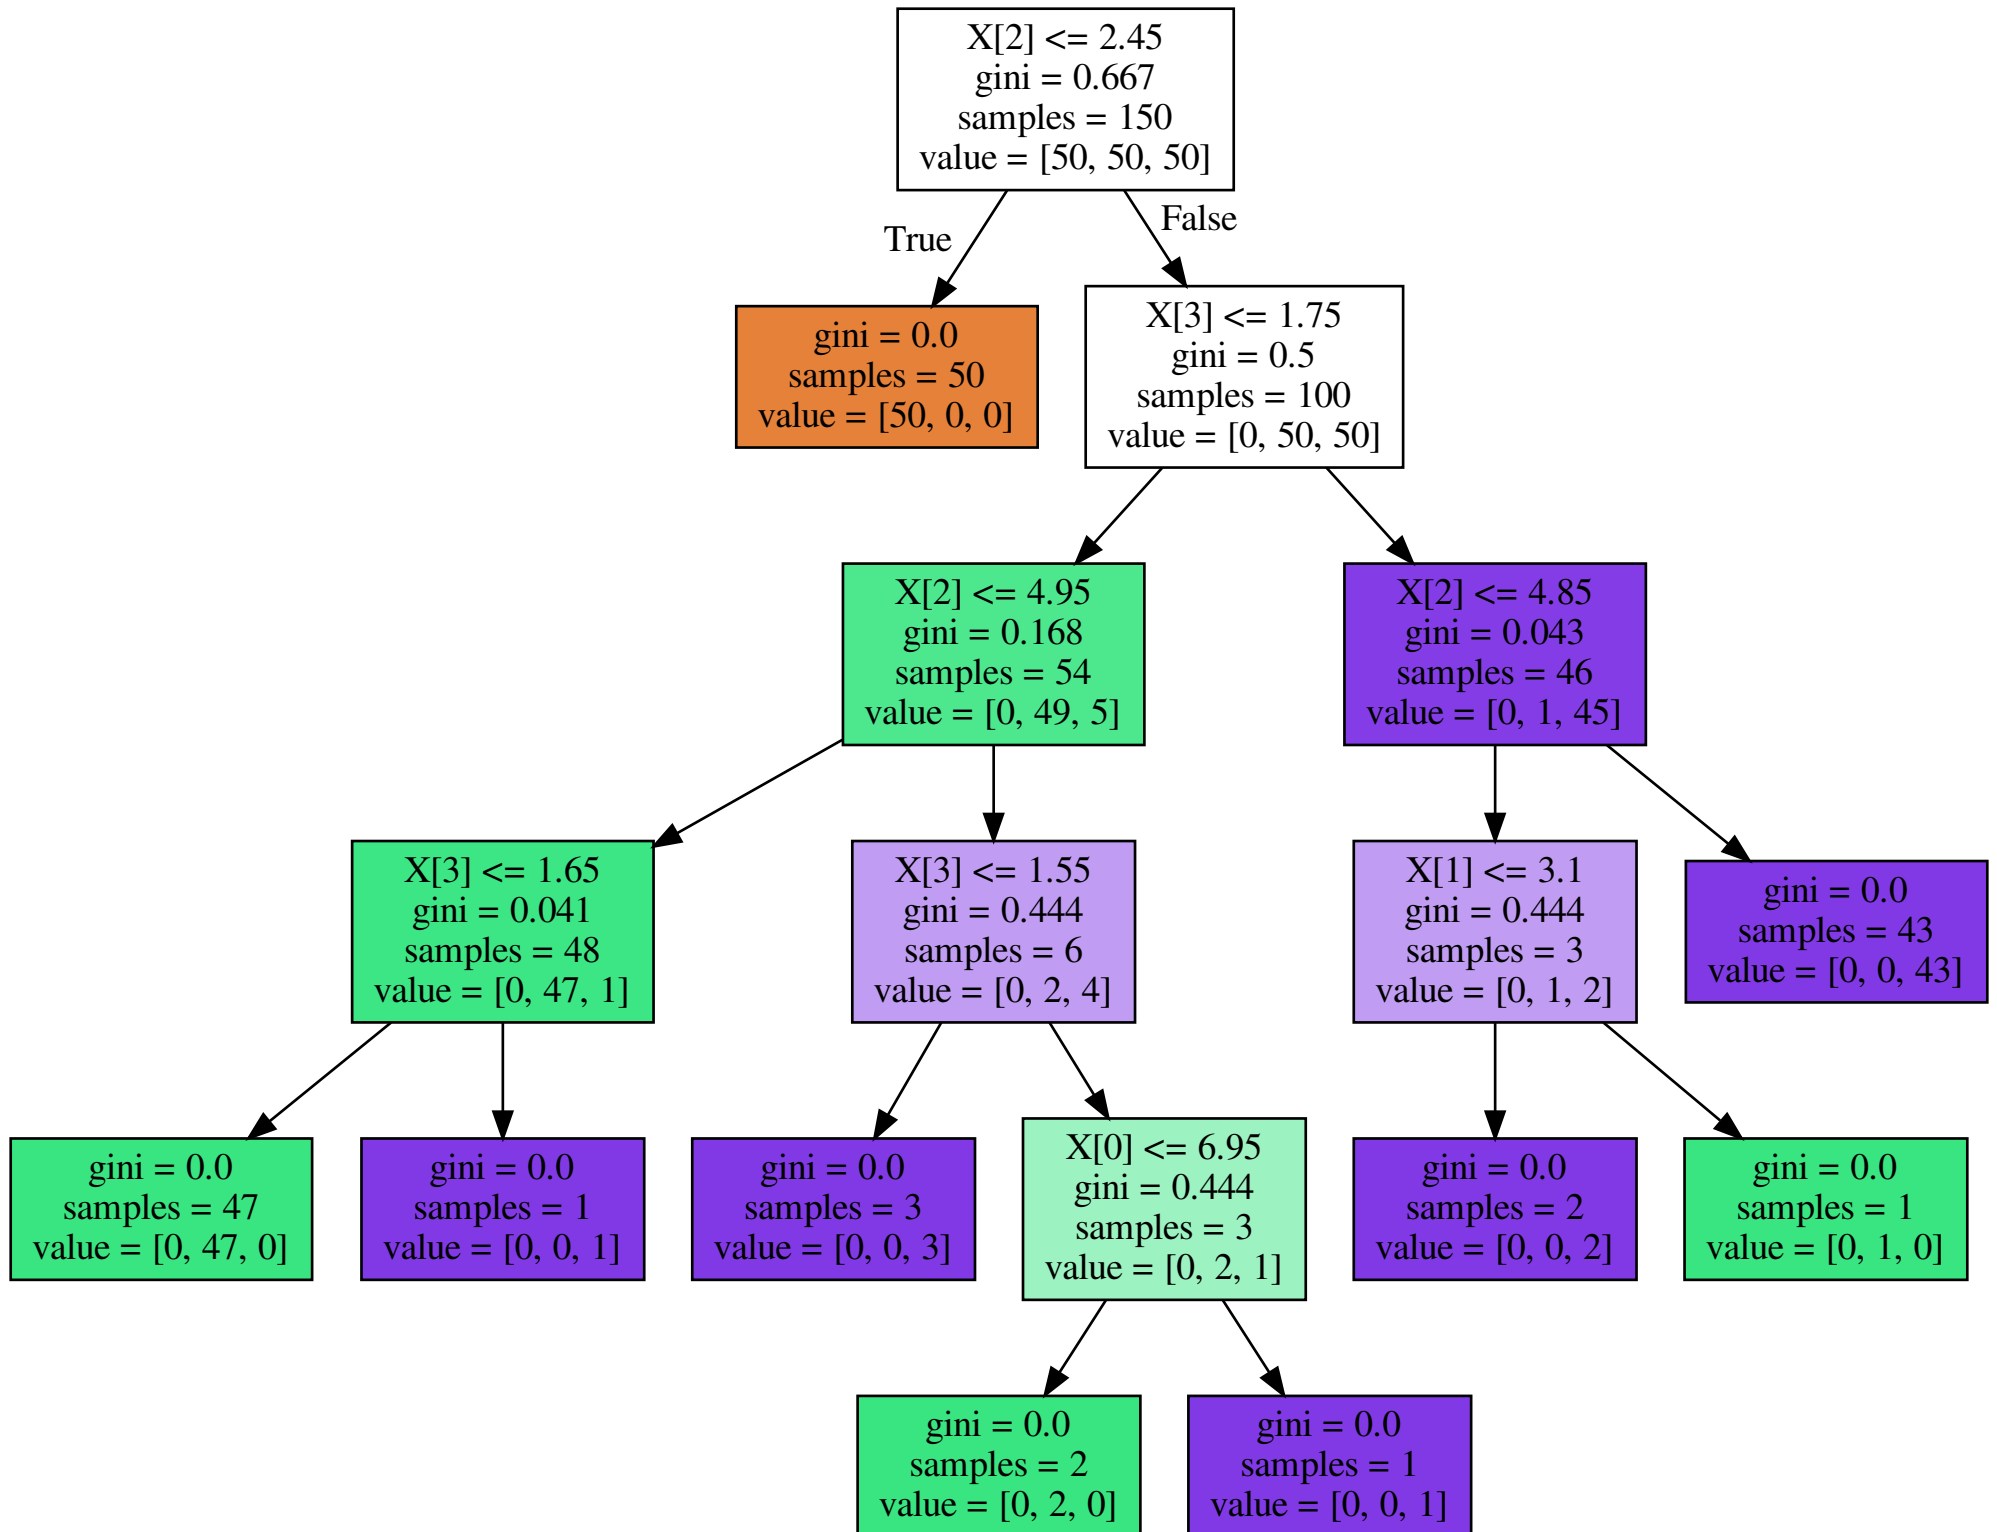 X[2] <= 2.45
gini = 0.667
samples = 150
value = [50, 50, 50]
True
False
gini = 0.0
samples = 50
value = [50, 0, 0]
X[3] <= 1.75
gini = 0.5
samples = 100
value = [0, 50, 50]
X[2] <= 4.95
gini = 0.168
samples = 54
value = [0, 49, 5]
X[2] <= 4.85
gini = 0.043
samples = 46
value = [0, 1, 45]
X[3] <= 1.65
gini = 0.041
samples = 48
value = [0, 47, 1]
X[3] <= 1.55
gini = 0.444
samples = 6
value = [0, 2, 4]
X[1] <= 3.1
gini = 0.444
samples = 3
value = [0, 1, 2]
gini = 0.0
samples = 43
value = [0, 0, 43]
gini = 0.0
samples = 47
value = [0, 47, 0]
gini = 0.0
samples = 1
value = [0, 0, 1]
gini = 0.0
samples = 3
value = [0, 0, 3]
X[0] <= 6.95
gini = 0.444
samples = 3
value = [0, 2, 1]
gini = 0.0
samples = 2
value = [0, 0, 2]
gini = 0.0
samples = 1
value = [0, 1, 0]
gini = 0.0
samples = 2
value = [0, 2, 0]
gini = 0.0
samples = 1
value = [0, 0, 1]